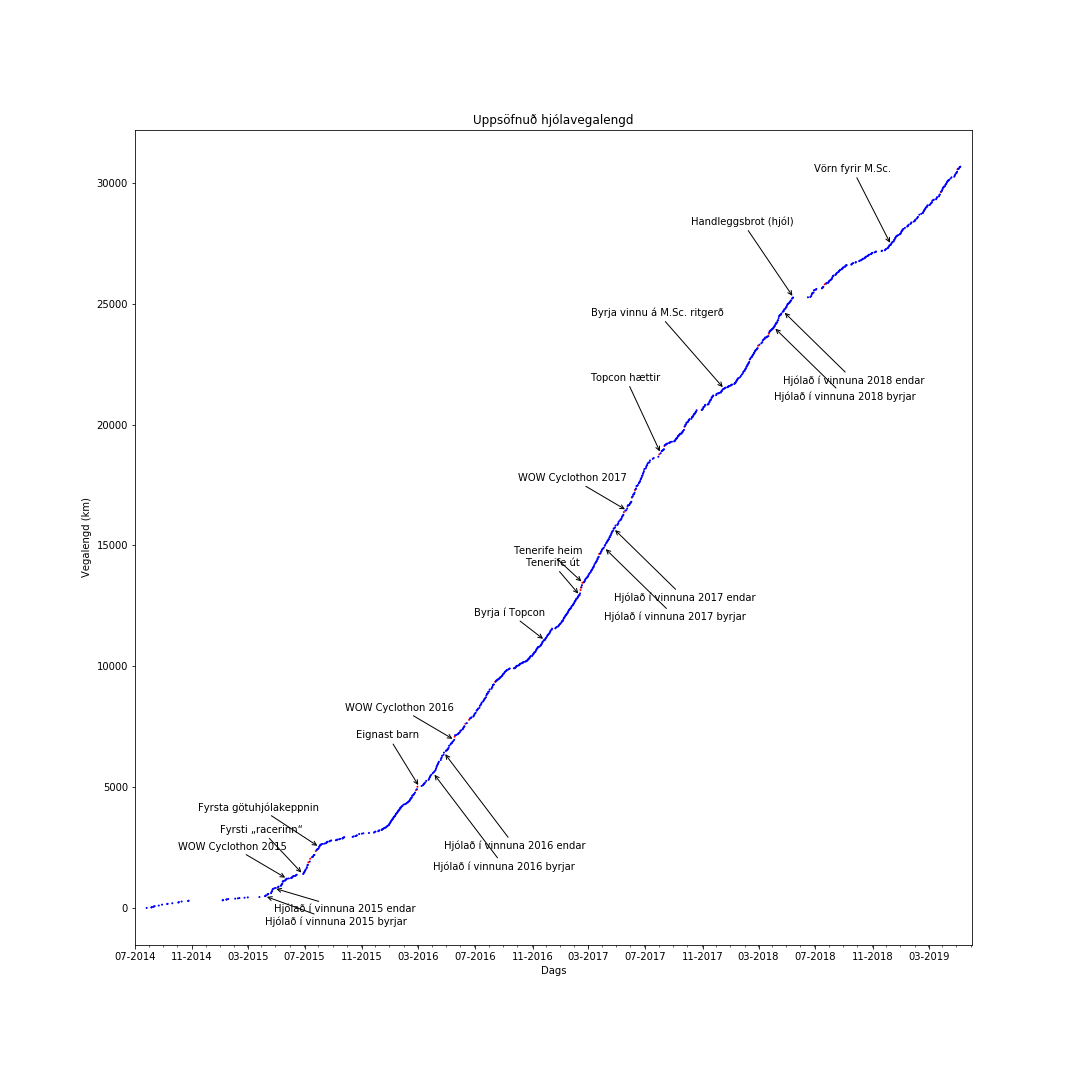 Uppsöfnuð hjólavegalengd
Vörn fyrir M.Sc.
30000
Handleggsbrot (hjól)
25000
Byrja vinnu á M.Sc. ritgerð
Topcon hættir
Hjólað í vinnuna 2018 endar
Hjólað í vinnuna 2018 byrjar
20000
WOW Cyclothon 2017
Vegalengd (km)
15000
Tenerife heim
Tenerife út
Hjólað í vinnuna 2017 endar
Byrja í Topcon
Hjólað í vinnuna 2017 byrjar
10000
WOW Cyclothon 2016
Eignast barn
5000
Fyrsta götuhjólakeppnin
Fyrsti „racerinn“
WOW Cyclothon 2015
Hjólað í vinnuna 2016 endar
Hjólað í vinnuna 2016 byrjar
0
Hjólað í vinnuna 2015 endar
Hjólað í vinnuna 2015 byrjar
07-2014 11-2014 03-2015 07-2015 11-2015 03-2016 07-2016 11-2016 03-2017 07-2017 11-2017 03-2018 07-2018 11-2018 03-2019
Dags